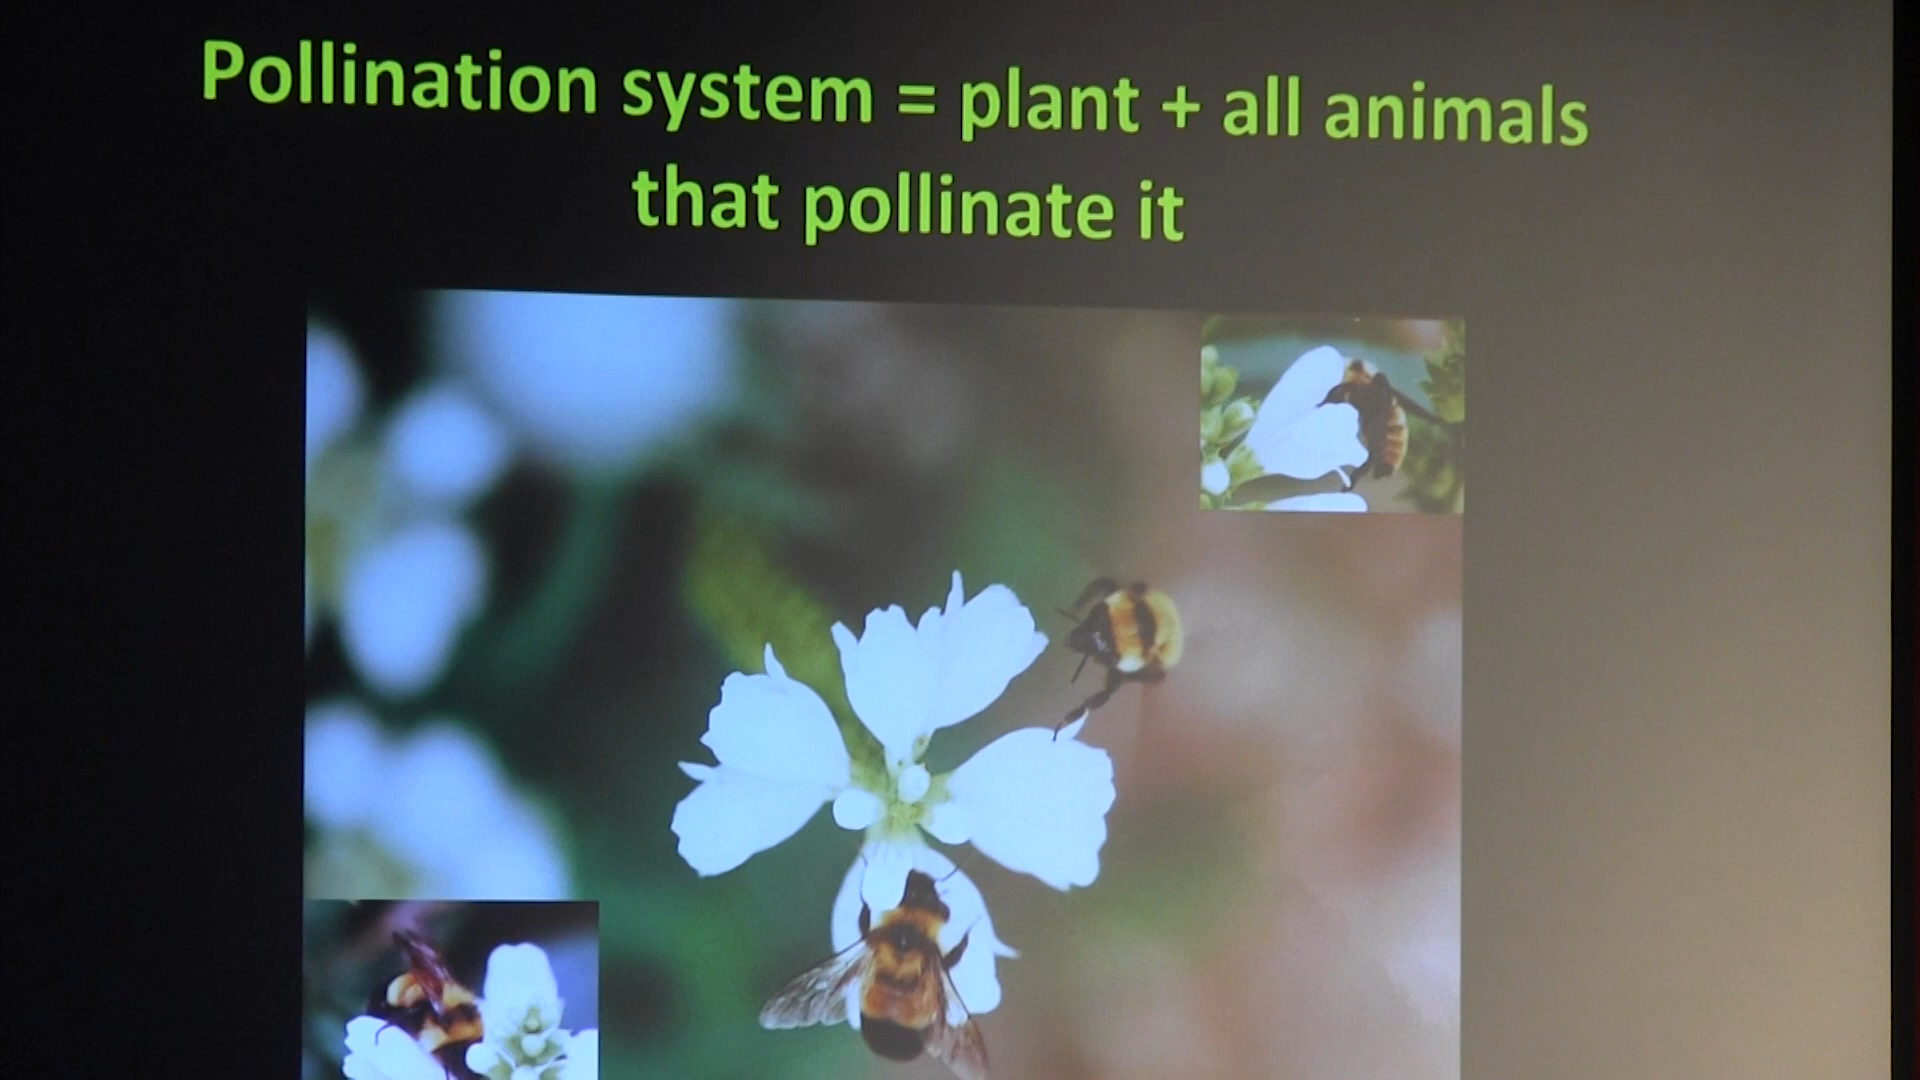 Pollination system = plant + all animals
that pollinate it